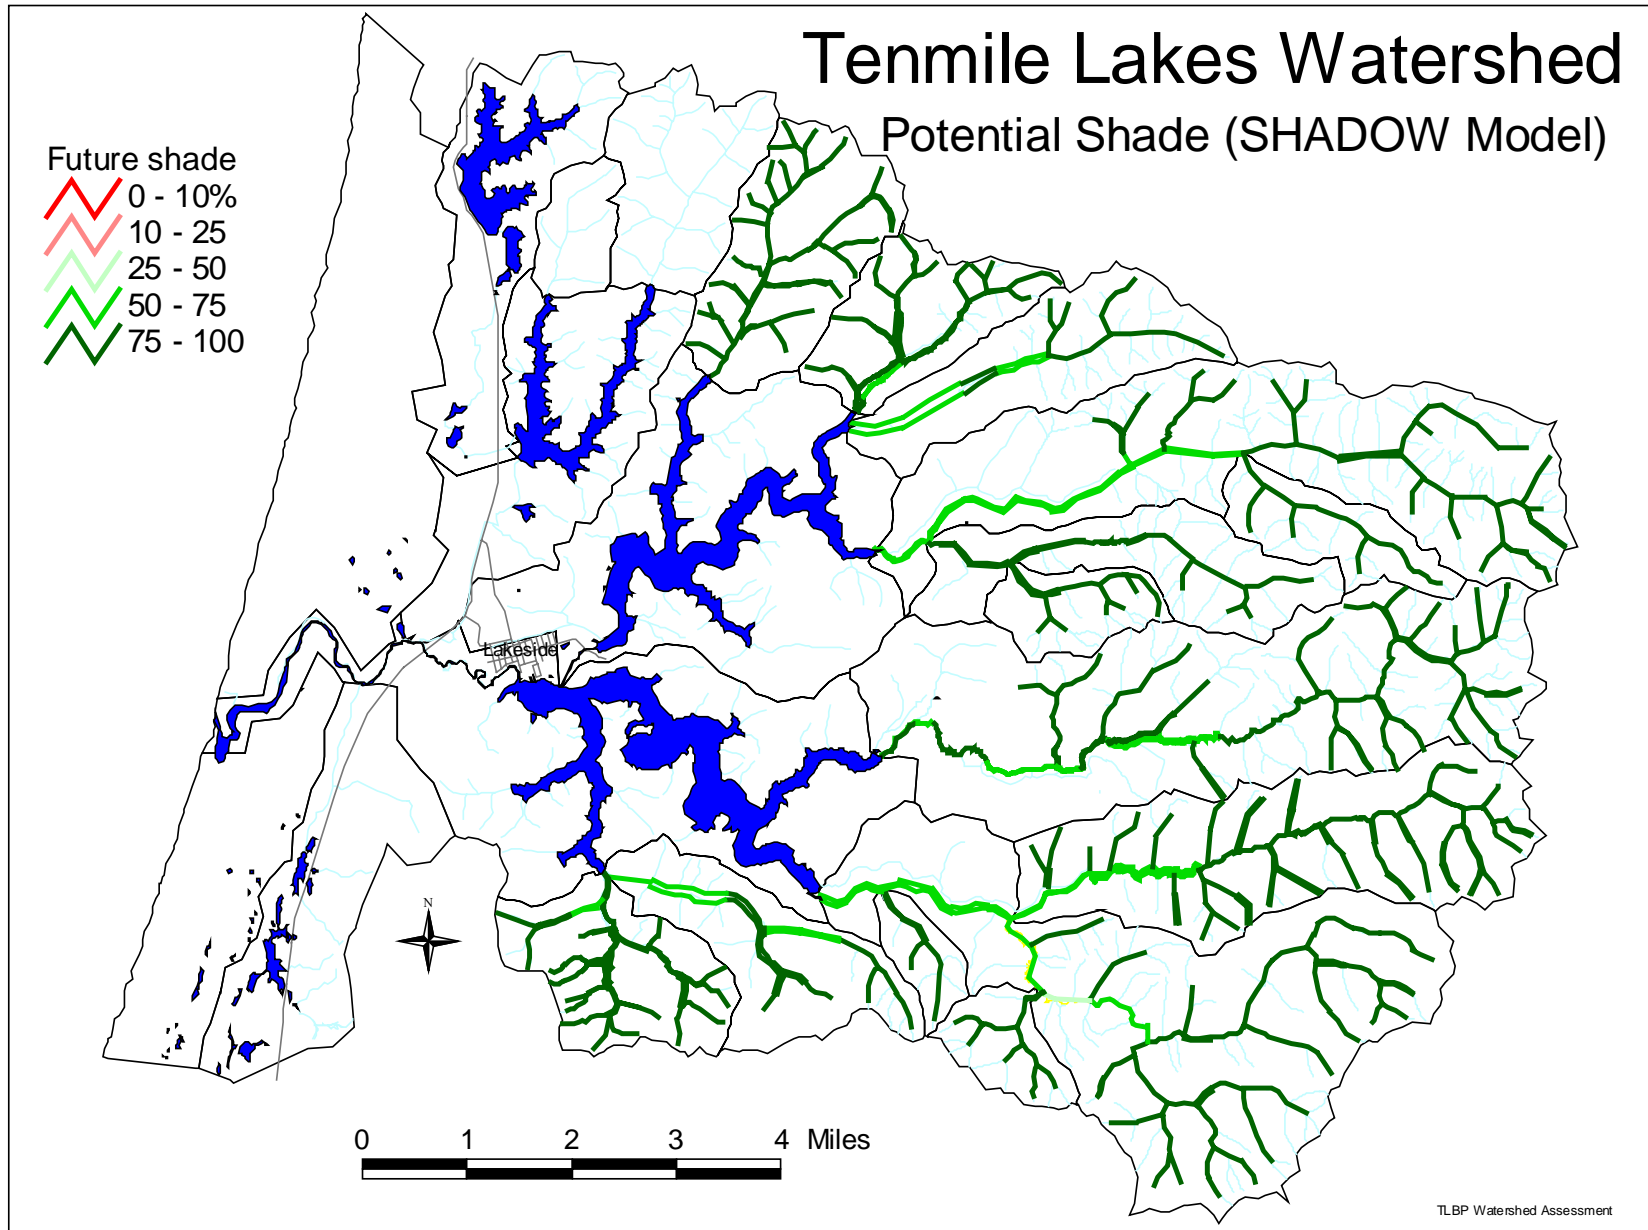 Tenmile Lakes Watershed
Potential Shade (SHADOW Model)
Future shade
0 - 10%
10 - 25
25 - 50
50 - 75
75 - 100
Lakeside
N
0 1 2 3 4 Miles
TLBP Watershed Assessment